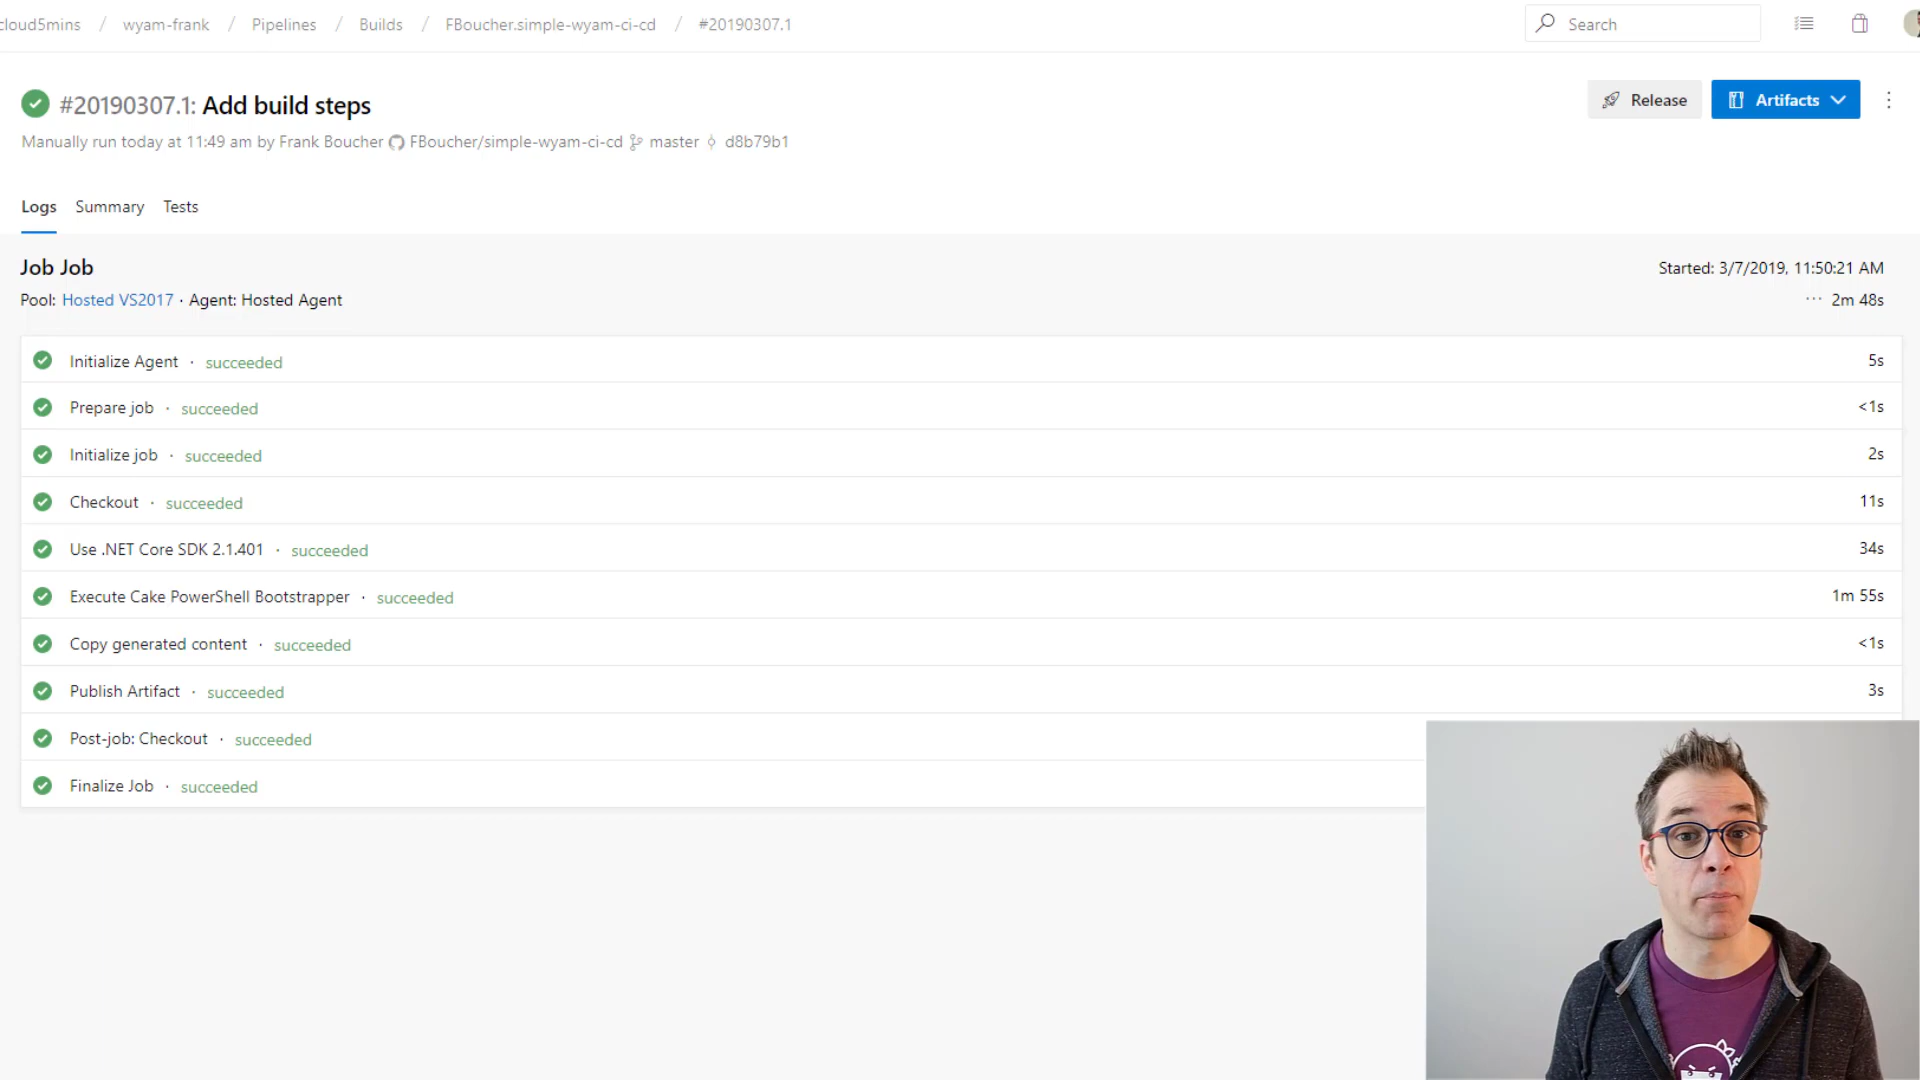 cloud5mins / wyam-frank / Pipelines / Builds / FBoucher.simple-wyam-ci-cd / #20190307.1
Search
#20190307.1: Add build steps
Release
Artifacts
Manually run today at 11:49 am by Frank Boucher FBoucher/simple-wyam-ci-cd master d8b79b1
Logs Summary Tests
Job Job
Started: 3/7/2019, 11:50:21 AM
Pool: Hosted VS2017 · Agent: Hosted Agent
··· 2m 48s
Initialize Agent · succeeded 5s
Prepare job · succeeded <1s
Initialize job · succeeded 2s
Checkout · succeeded 11s
Use .NET Core SDK 2.1.401 · succeeded 34s
Execute Cake PowerShell Bootstrapper · succeeded 1m 55s
Copy generated content · succeeded <1s
Publish Artifact · succeeded 3s
Post-job: Checkout · succeeded
Finalize Job · succeeded